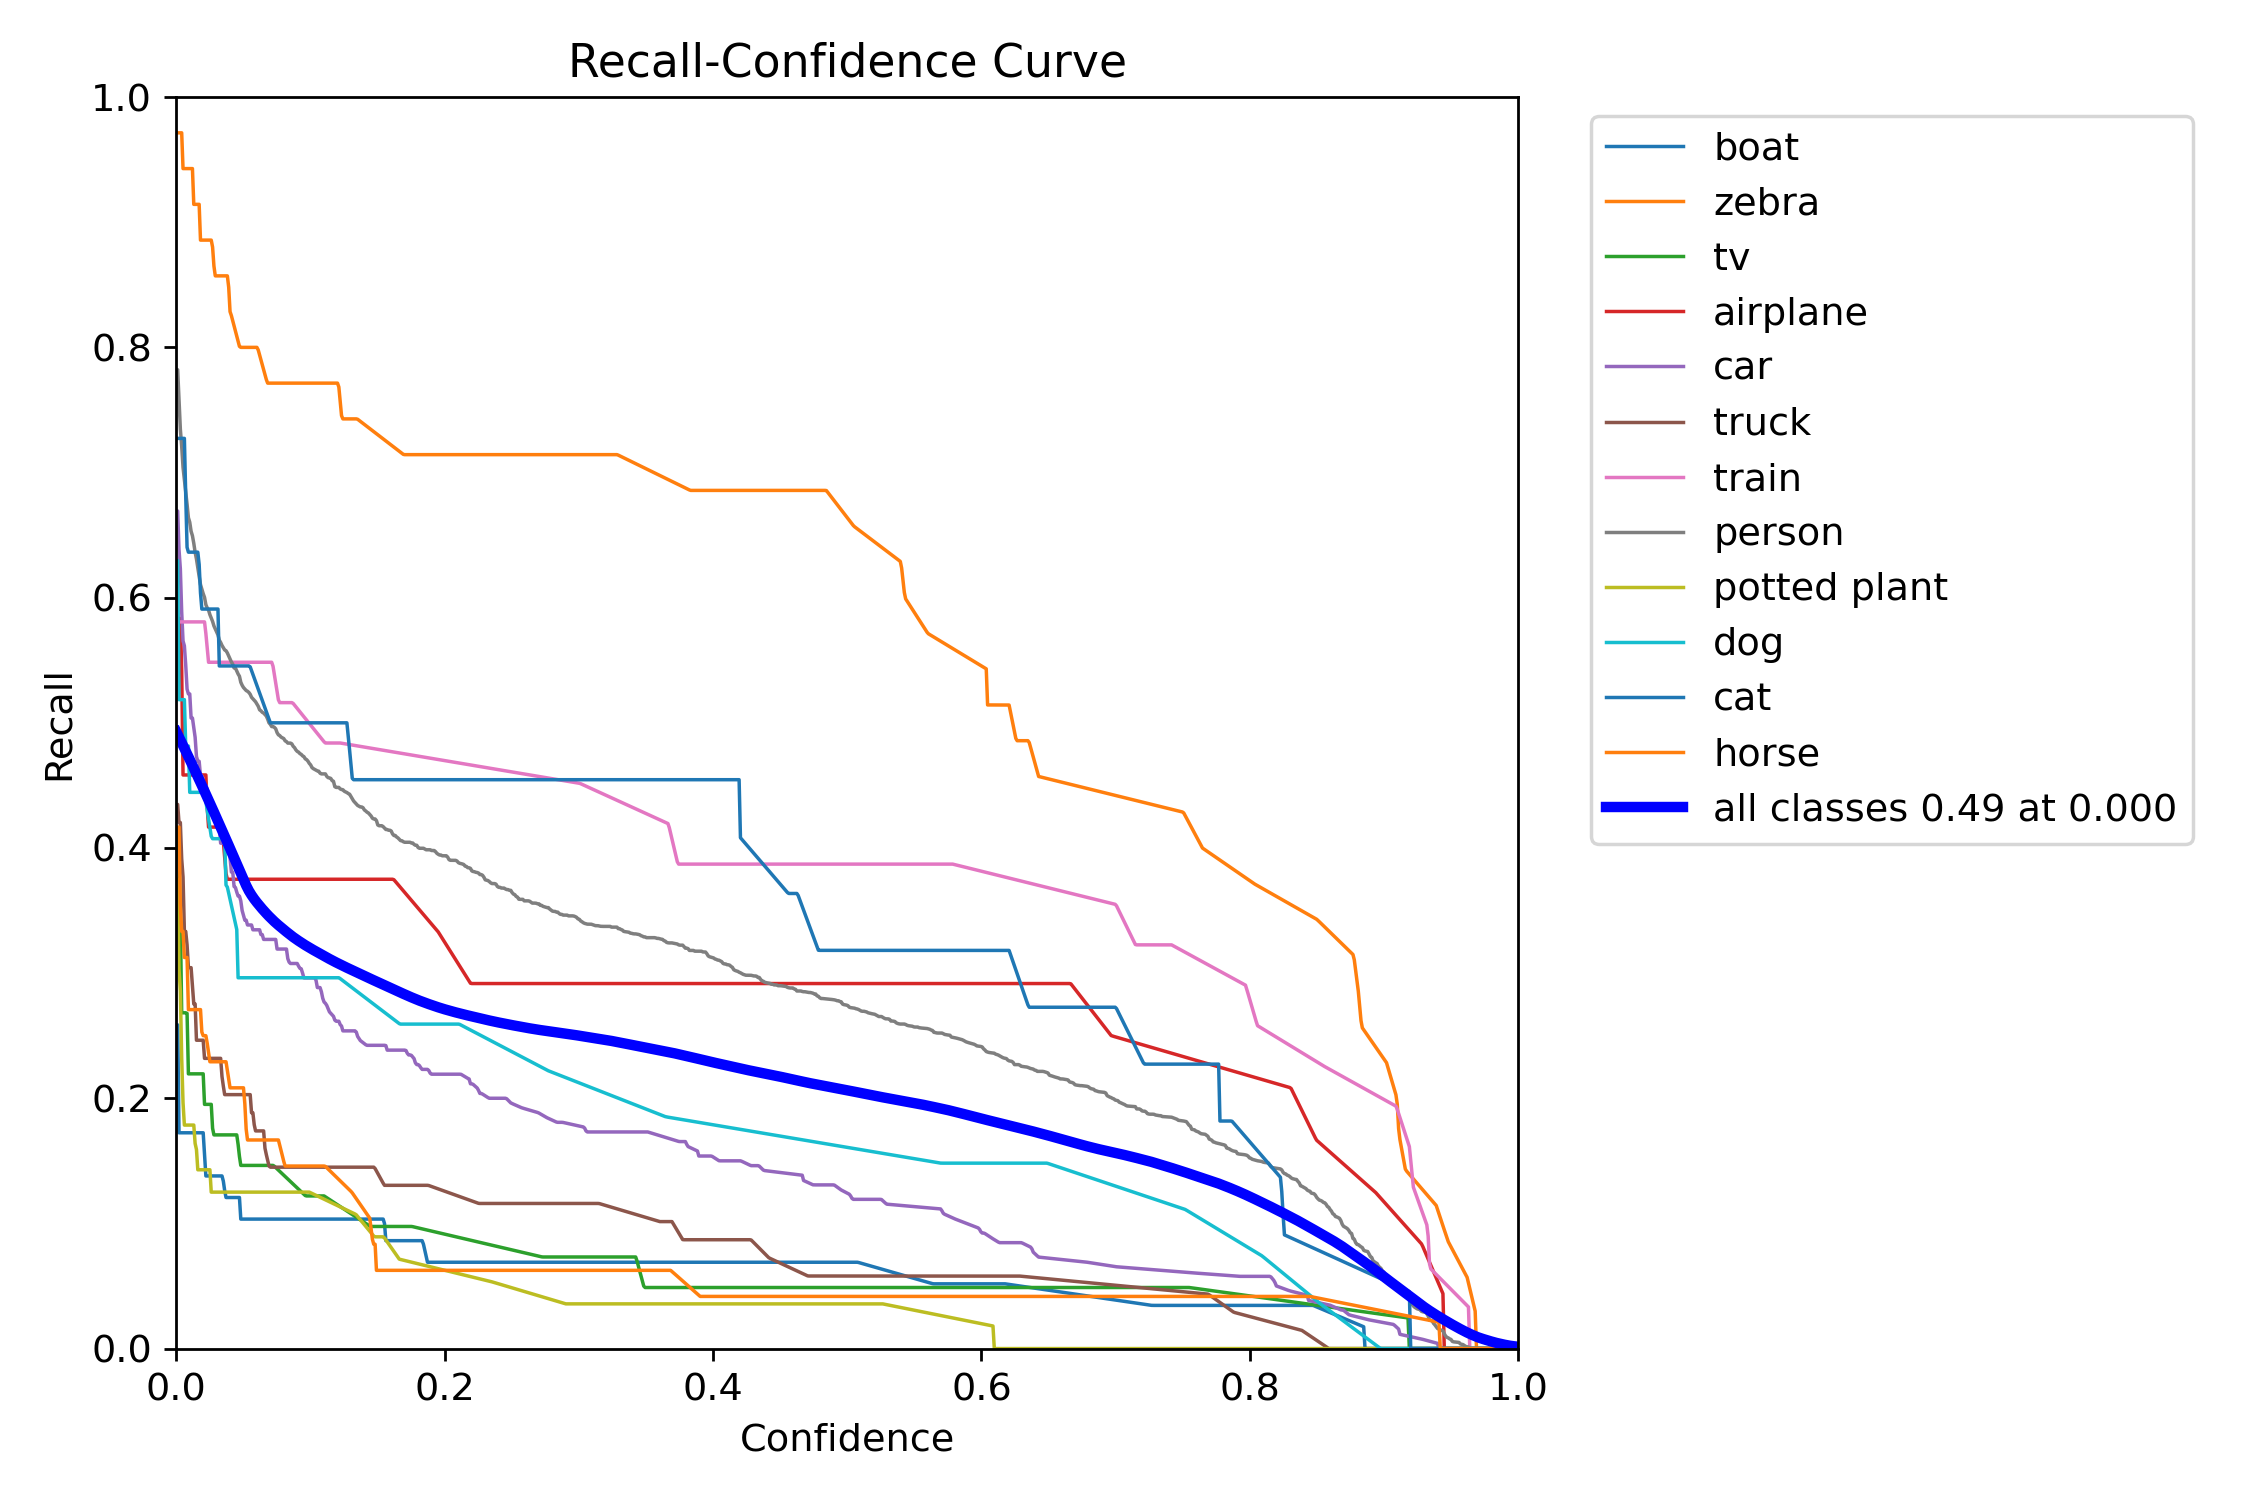 Recall-Confidence Curve
1.0
0.8
0.6
0.4
0.2
0.0
Recall
0.0 0.2 0.4 0.6 0.8 1.0
Confidence
boat
zebra
tv
airplane
car
truck
train
person
potted plant
dog
cat
horse
all classes 0.49 at 0.000